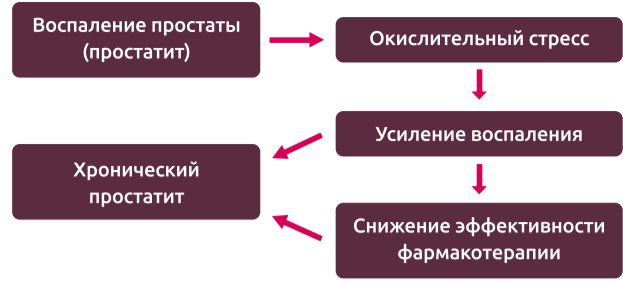 Воспаление простаты
(простатит)
Окислительный стресс
Усиление воспаления
Хронический
простатит
Снижение эффективности
фармакотерапии